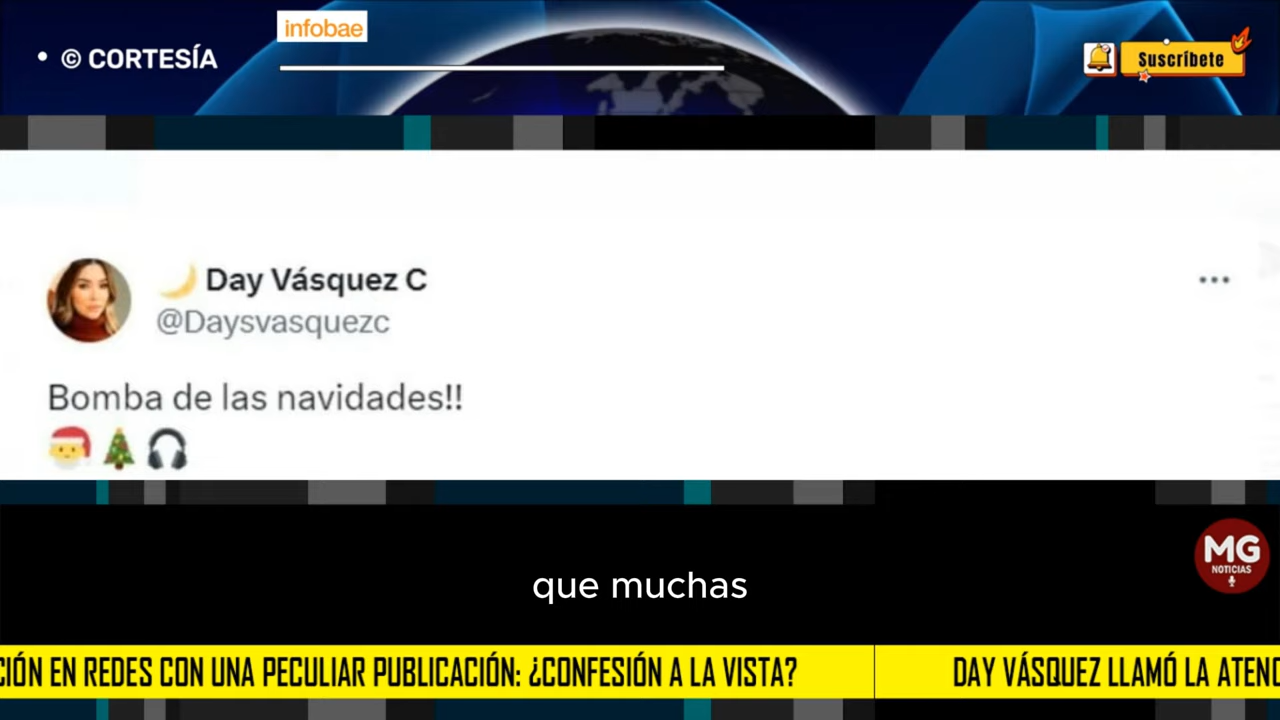 infobae
• © CORTESÍA
Suscríbete
Day Vásquez C
@Daysvasquezc
Bomba de las navidades!!
MG
NOTICIAS
que muchas
CIÓN EN REDES CON UNA PECULIAR PUBLICACIÓN: ¿CONFESIÓN A LA VISTA?
DAY VÁSQUEZ LLAMÓ LA ATENC